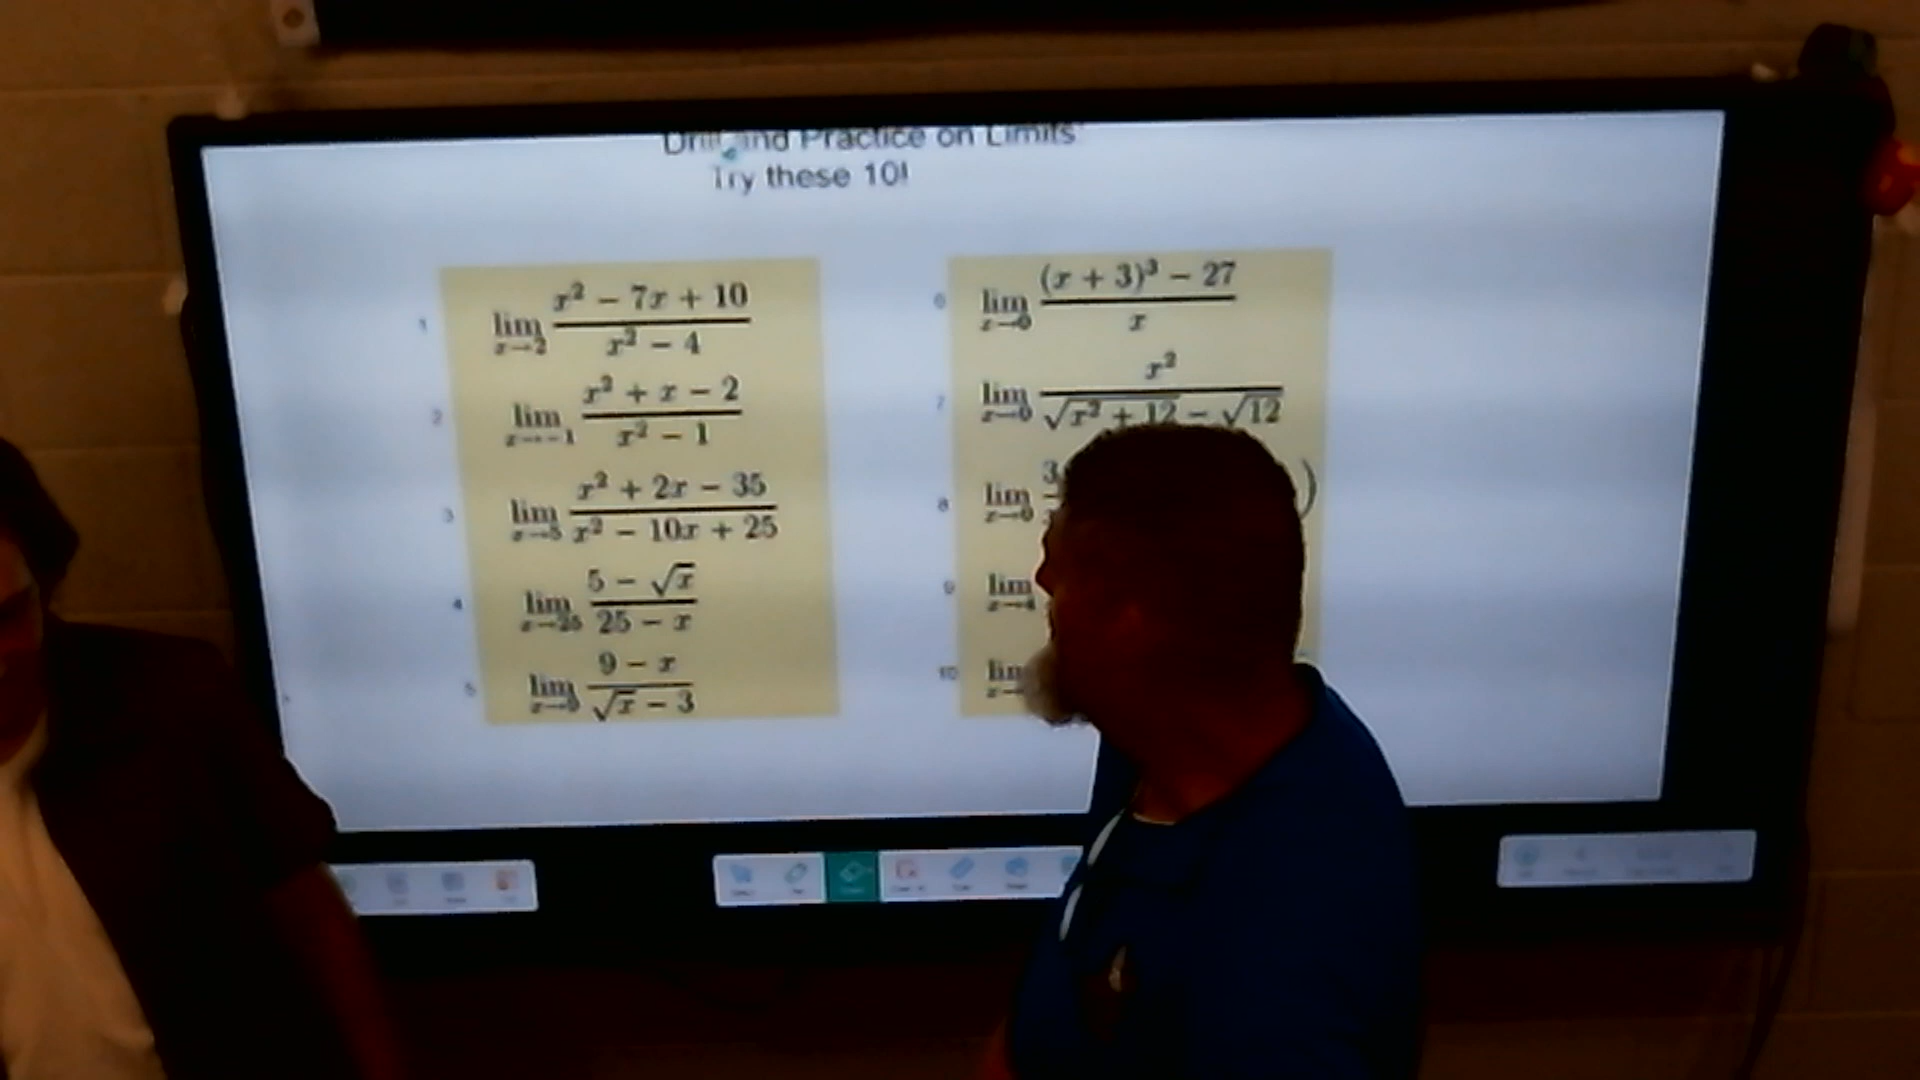 Drill and Practice on Limits
Try these 10!
1 lim x→2 (x² − 7x + 10)/(x² − 4)
2 lim x→−1 (x² + x − 2)/(x² − 1)
3 lim x→5 (x² + 2x − 35)/(x² − 10x + 25)
4 lim x→25 (5 − √x)/(25 − x)
5 lim x→9 (9 − x)/(√x − 3)
6 lim x→0 ((x + 3)³ − 27)/x
7 lim x→0 x²/(√(x² + 12) − √12)
8 lim x→0 3 )
9 lim x→4
10 lim x→